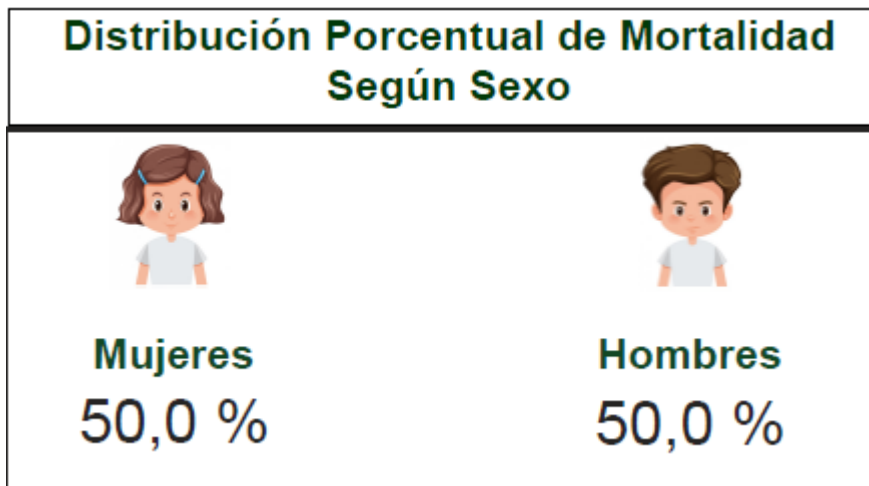 Distribución Porcentual de Mortalidad
Según Sexo
Mujeres
50,0 %
Hombres
50,0 %